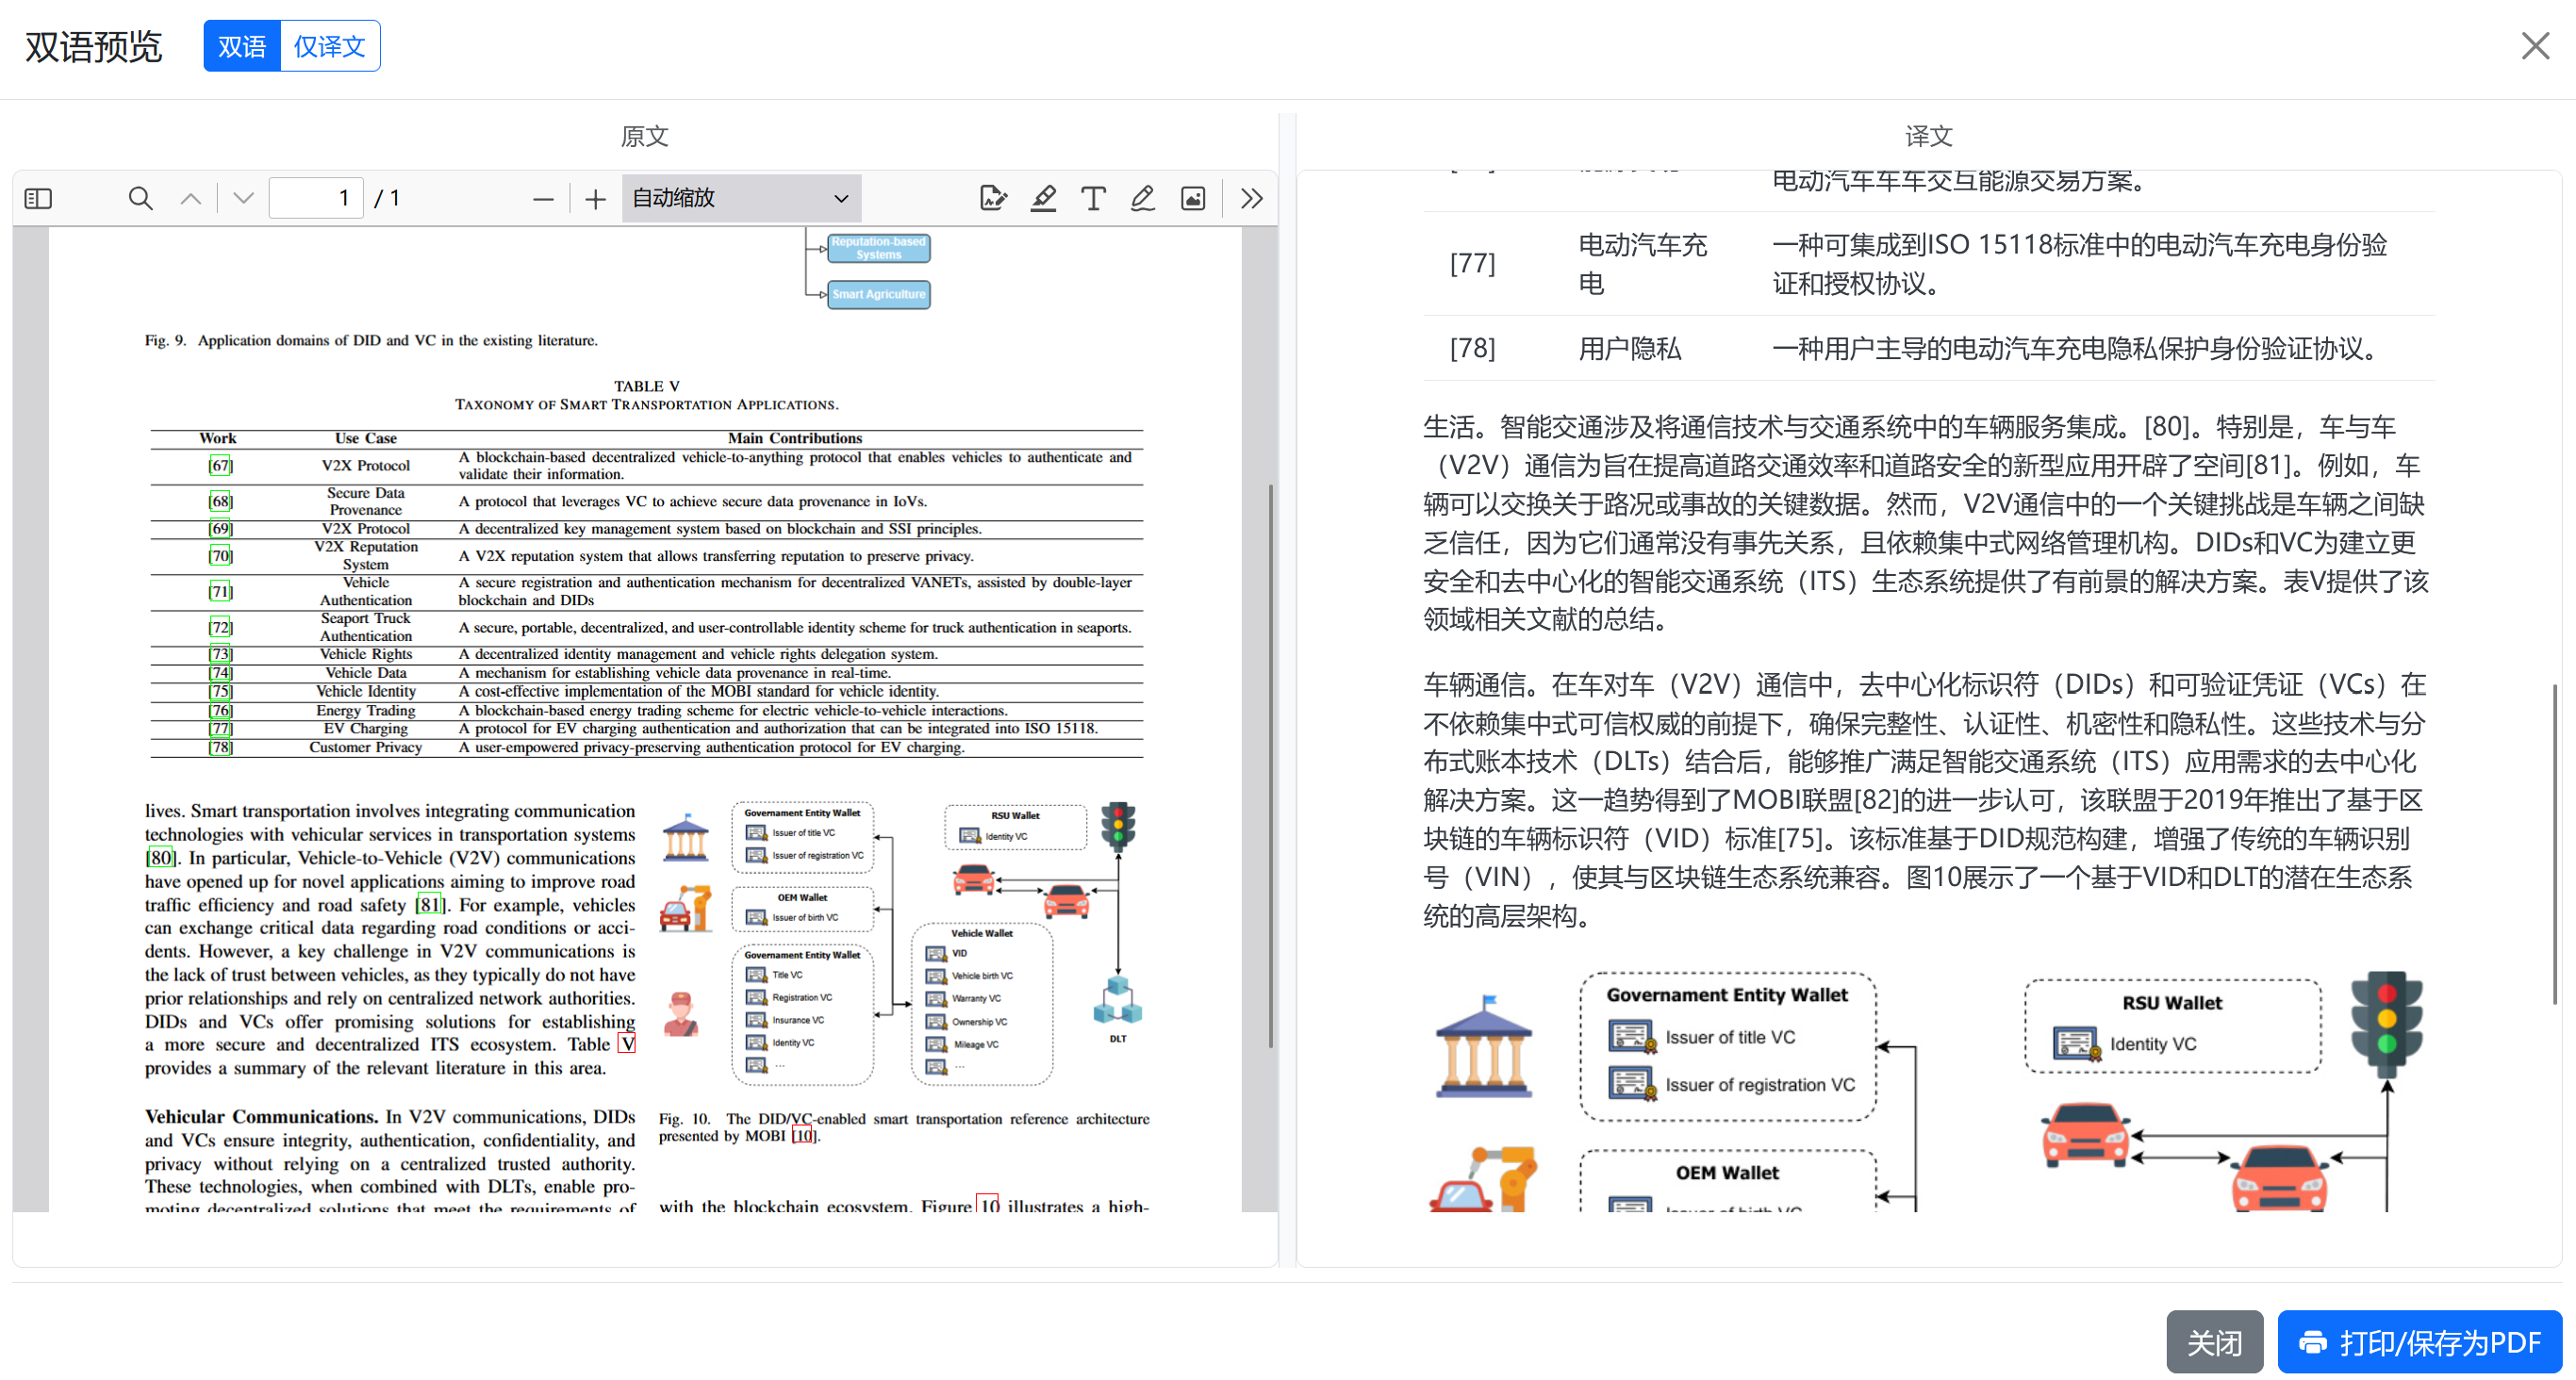 双语预览
双语
仅译文
原文
译文
1 / 1
自动缩放
Reputation-based
Systems
Smart Agriculture
Fig. 9. Application domains of DID and VC in the existing literature.
TABLE V
TAXONOMY OF SMART TRANSPORTATION APPLICATIONS.
Work Use Case Main Contributions
[67] V2X Protocol A blockchain-based decentralized vehicle-to-anything protocol that enables vehicles to authenticate and
validate their information.
[68] Secure Data Provenance A protocol that leverages VC to achieve secure data provenance in IoVs.
[69] V2X Protocol A decentralized key management system based on blockchain and SSI principles.
[70] V2X Reputation System A V2X reputation system that allows transferring reputation to preserve privacy.
[71] Vehicle Authentication A secure registration and authentication mechanism for decentralized VANETs, assisted by double-layer
blockchain and DIDs
[72] Seaport Truck Authentication A secure, portable, decentralized, and user-controllable identity scheme for truck authentication in seaports.
[73] Vehicle Rights A decentralized identity management and vehicle rights delegation system.
[74] Vehicle Data A mechanism for establishing vehicle data provenance in real-time.
[75] Vehicle Identity A cost-effective implementation of the MOBI standard for vehicle identity.
[76] Energy Trading A blockchain-based energy trading scheme for electric vehicle-to-vehicle interactions.
[77] EV Charging A protocol for EV charging authentication and authorization that can be integrated into ISO 15118.
[78] Customer Privacy A user-empowered privacy-preserving authentication protocol for EV charging.
lives. Smart transportation involves integrating communication
technologies with vehicular services in transportation systems
[80]. In particular, Vehicle-to-Vehicle (V2V) communications
have opened up for novel applications aiming to improve road
traffic efficiency and road safety [81]. For example, vehicles
can exchange critical data regarding road conditions or acci-
dents. However, a key challenge in V2V communications is
the lack of trust between vehicles, as they typically do not have
prior relationships and rely on centralized network authorities.
DIDs and VCs offer promising solutions for establishing
a more secure and decentralized ITS ecosystem. Table V
provides a summary of the relevant literature in this area.
Vehicular Communications. In V2V communications, DIDs
and VCs ensure integrity, authentication, confidentiality, and
privacy without relying on a centralized trusted authority.
These technologies, when combined with DLTs, enable pro-
moting decentralized solutions that meet the requirements of
Governament Entity Wallet
Issuer of title VC
Issuer of registration VC
OEM Wallet
Issuer of birth VC
Governament Entity Wallet
Title VC
Registration VC
Insurance VC
Identity VC
...
RSU Wallet
Identity VC
Vehicle Wallet
VID
Vehicle birth VC
Warranty VC
Ownership VC
Mileage VC
...
DLT
Fig. 10. The DID/VC-enabled smart transportation reference architecture
presented by MOBI [10].
with the blockchain ecosystem. Figure 10 illustrates a high-
电动汽车车车交互能源交易方案。
[77] 电动汽车充电 一种可集成到ISO 15118标准中的电动汽车充电身份验
证和授权协议。
[78] 用户隐私 一种用户主导的电动汽车充电隐私保护身份验证协议。
生活。智能交通涉及将通信技术与交通系统中的车辆服务集成。[80]。特别是，车与车
（V2V）通信为旨在提高道路交通效率和道路安全的新型应用开辟了空间[81]。例如，车
辆可以交换关于路况或事故的关键数据。然而，V2V通信中的一个关键挑战是车辆之间缺
乏信任，因为它们通常没有事先关系，且依赖集中式网络管理机构。DIDs和VC为建立更
安全和去中心化的智能交通系统（ITS）生态系统提供了有前景的解决方案。表V提供了该
领域相关文献的总结。
车辆通信。在车对车（V2V）通信中，去中心化标识符（DIDs）和可验证凭证（VCs）在
不依赖集中式可信权威的前提下，确保完整性、认证性、机密性和隐私性。这些技术与分
布式账本技术（DLTs）结合后，能够推广满足智能交通系统（ITS）应用需求的去中心化
解决方案。这一趋势得到了MOBI联盟[82]的进一步认可，该联盟于2019年推出了基于区
块链的车辆标识符（VID）标准[75]。该标准基于DID规范构建，增强了传统的车辆识别
号（VIN），使其与区块链生态系统兼容。图10展示了一个基于VID和DLT的潜在生态系
统的高层架构。
Governament Entity Wallet
Issuer of title VC
Issuer of registration VC
OEM Wallet
RSU Wallet
Identity VC
关闭
打印/保存为PDF